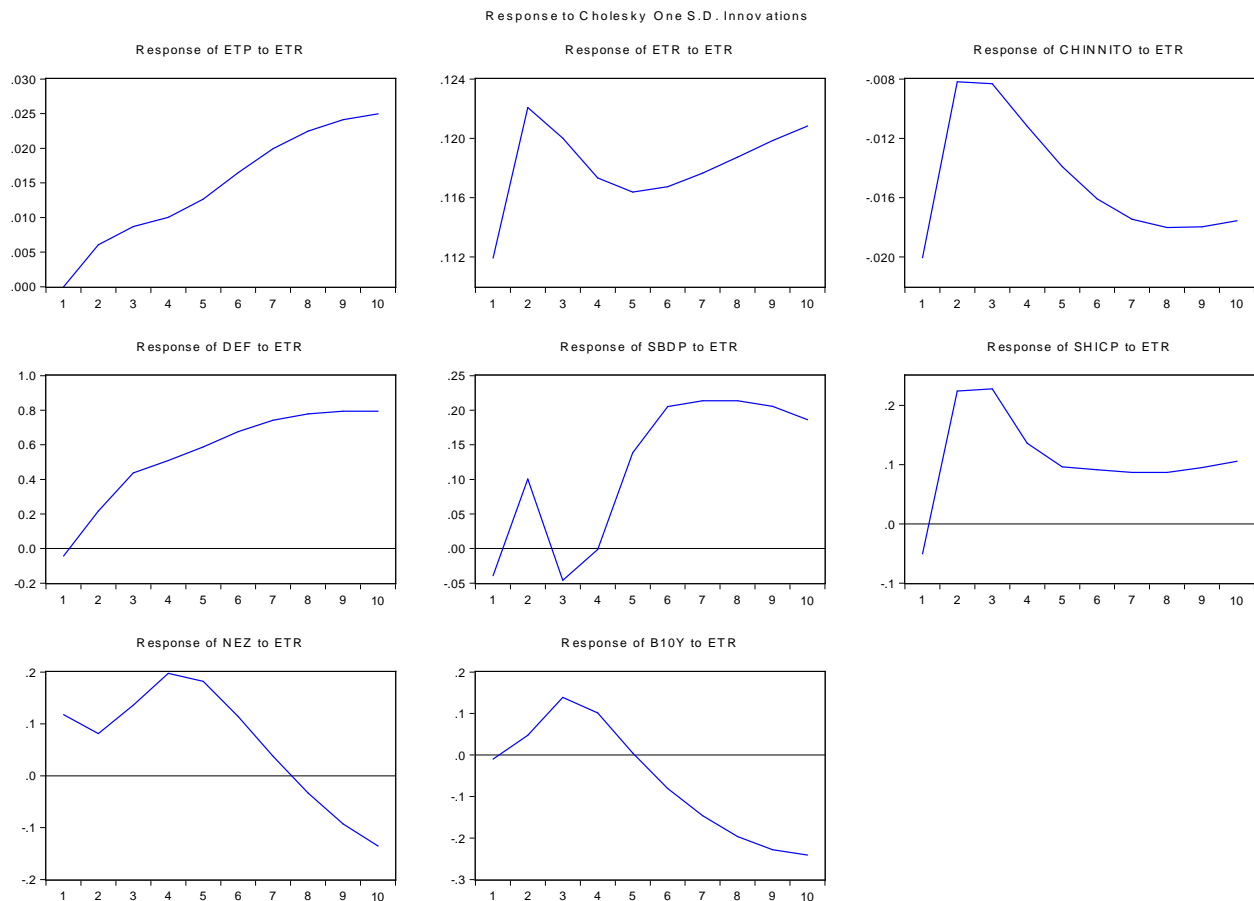 Response to Cholesky One S.D. Innovations
Response of ETP to ETR
.030
.025
.020
.015
.010
.005
.000
1 2 3 4 5 6 7 8 9 10
Response of ETR to ETR
.124
.120
.116
.112
1 2 3 4 5 6 7 8 9 10
Response of CHINNITO to ETR
-.008
-.012
-.016
-.020
1 2 3 4 5 6 7 8 9 10
Response of DEF to ETR
1.0
0.8
0.6
0.4
0.2
0.0
-0.2
1 2 3 4 5 6 7 8 9 10
Response of SBDP to ETR
.25
.20
.15
.10
.05
.00
-.05
1 2 3 4 5 6 7 8 9 10
Response of SHICP to ETR
.2
.1
.0
-.1
1 2 3 4 5 6 7 8 9 10
Response of NEZ to ETR
.2
.1
.0
-.1
-.2
1 2 3 4 5 6 7 8 9 10
Response of B10Y to ETR
.2
.1
.0
-.1
-.2
-.3
1 2 3 4 5 6 7 8 9 10